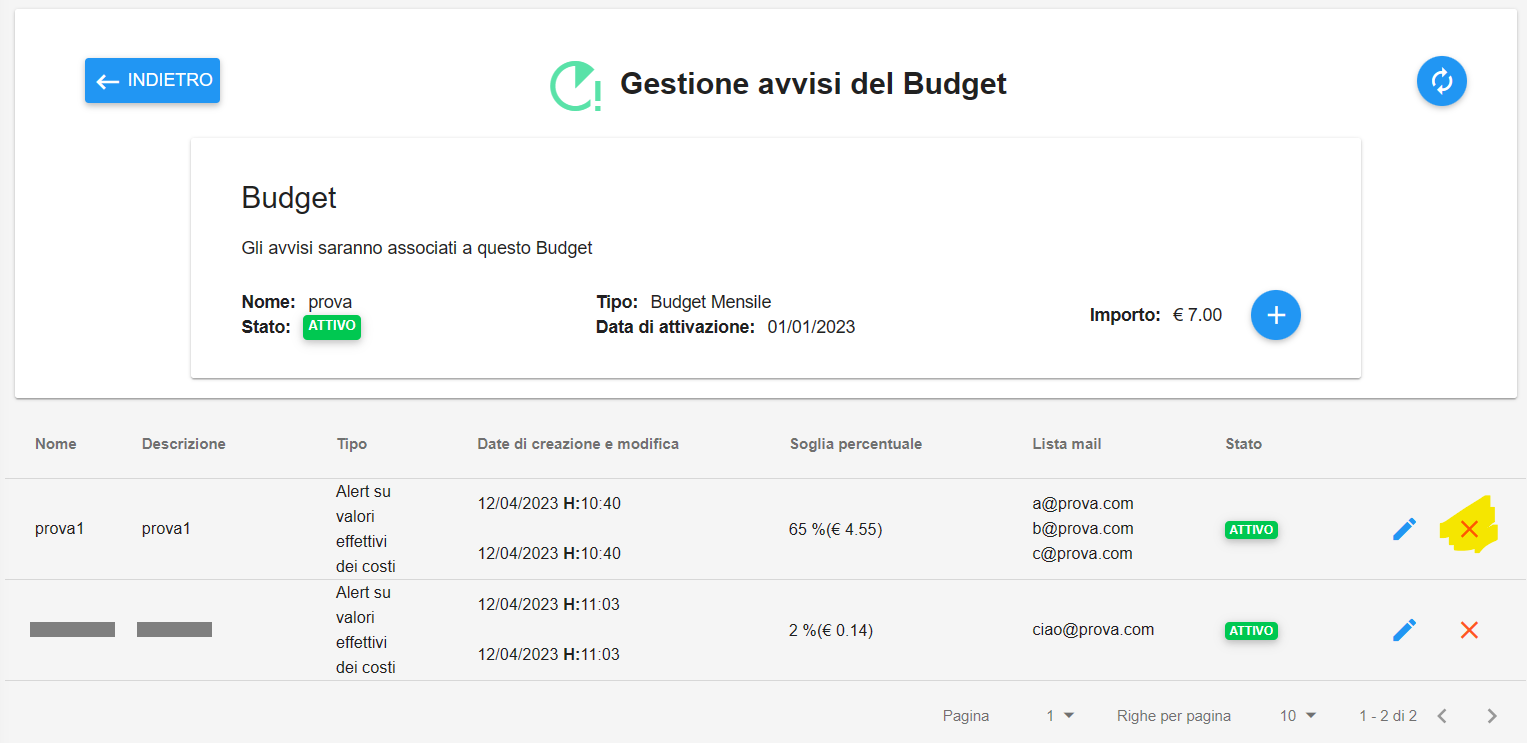 INDIETRO
Gestione avvisi del Budget
Budget
Gli avvisi saranno associati a questo Budget
Nome: prova
Stato: ATTIVO
Tipo: Budget Mensile
Data di attivazione: 01/01/2023
Importo: € 7.00
Nome Descrizione Tipo Date di creazione e modifica Soglia percentuale Lista mail Stato
prova1
prova1
Alert su
valori
effettivi
dei costi
12/04/2023 H:10:40
12/04/2023 H:10:40
65 %(€ 4.55)
a@prova.com
b@prova.com
c@prova.com
ATTIVO
Alert su
valori
effettivi
dei costi
12/04/2023 H:11:03
12/04/2023 H:11:03
2 %(€ 0.14)
ciao@prova.com
ATTIVO
Pagina 1 Righe per pagina 10 1 - 2 di 2